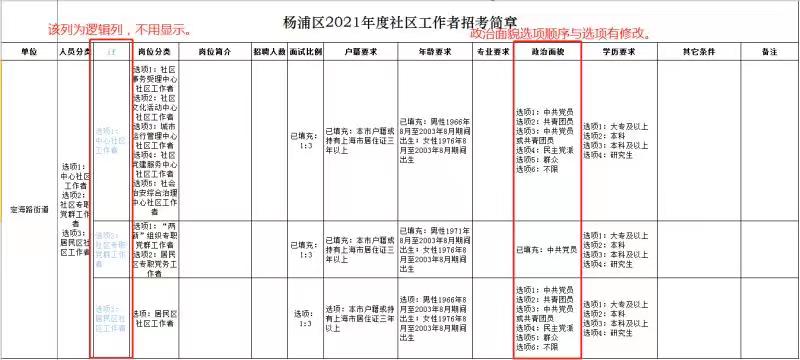 杨浦区2021年度社区工作者招考简章
该列为逻辑列，不用显示。
政治面貌选项顺序与选项有修改。
单位 人员分类 岗位分类 岗位简介 招聘人数 面试比例 户籍要求 年龄要求 专业要求 政治面貌 学历要求 其它条件 备注
定海路街道
选项1：
中心社区
工作者
选项2：
社区专职
党群工作
者
选项3：
居民区社
区工作者
选项1：
中心社区工
作者
选项1：社区
事务受理中心
社区工作者
选项2：社区
文化活动中心
社区工作者
选项3：城市
运行管理中心
社区工作者
选项4：社区
党建服务中心
社区工作者
选项5：社会
治安综合治理
中心社区工作
者
已填充：
1:3
已填充：本市户籍或
持有上海市居住证三
年以上
已填充：男性1966年
8月至2003年8月期间
出生；女性1976年8
月至2003年8月期间
出生
选项1：中共党员
选项2：共青团员
选项3：中共党员
或共青团员
选项4：民主党派
选项5：群众
选项6：不限
选项1：大专及以上
选项2：本科
选项3：本科及以上
选项4：研究生
选项2：
社区专职
党群工作
者
选项1：“两
新”组织专职
党群工作者
选项2：居民
区专职党务工
作者
已填充：
1:3
已填充：本市户籍或
持有上海市居住证三
年以上
已填充：男性1971年
8月至2003年8月期间
出生；女性1976年8
月至2003年8月期间
出生
已填充：中共党员
选项1：大专及以上
选项2：本科
选项3：本科及以上
选项4：研究生
选项3：
居民区社
区工作者
选项：居民区
社区工作者
选项：1:3
选项：本市户籍或持
有上海市居住证三年
以上
选项：男性1966年8
月至2003年8月期间
出生；女性1976年8
月至2003年8月期间
出生
选项1：中共党员
选项2：共青团员
选项3：中共党员
或共青团员
选项4：民主党派
选项5：群众
选项6：不限
选项1：大专及以上
选项2：本科
选项3：本科及以上
选项4：研究生